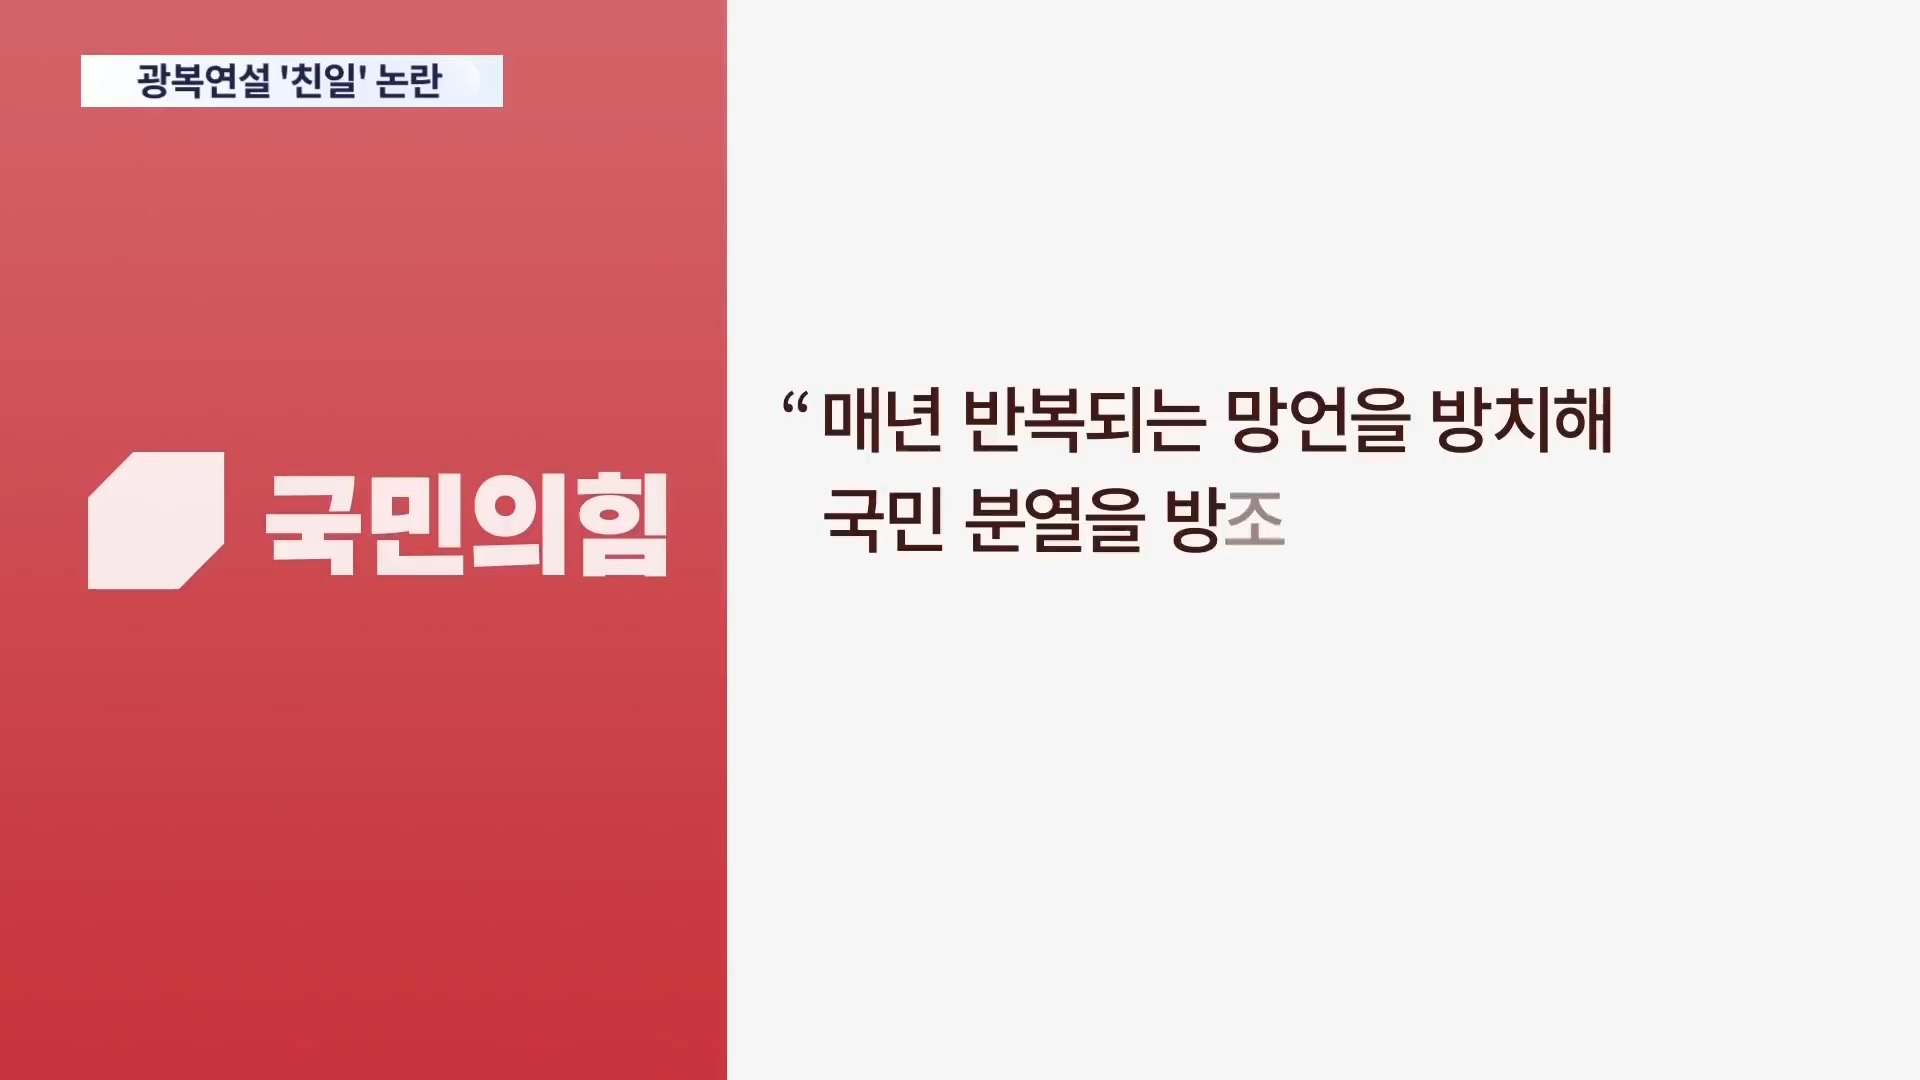 광복연설 '친일' 논란
국민의힘
“매년 반복되는 망언을 방치해
국민 분열을 방조